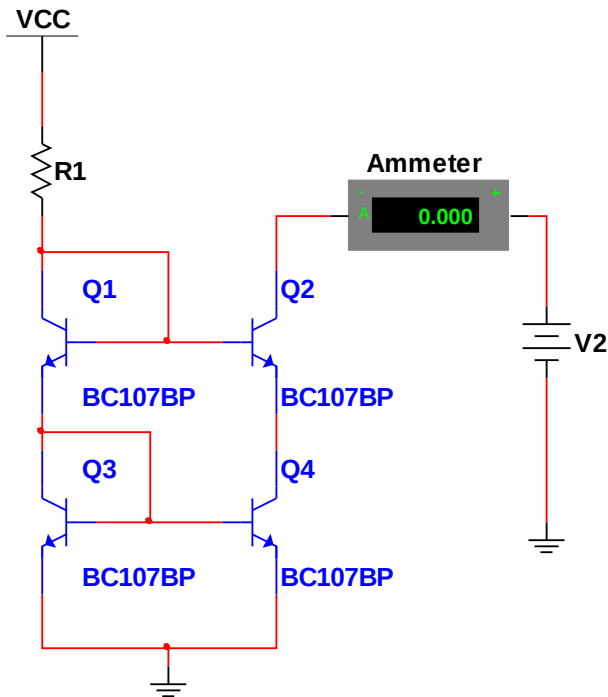 VCC
R1
Ammeter
- +
A 0.000
Q1 Q2
V2
BC107BP BC107BP
Q3 Q4
BC107BP BC107BP